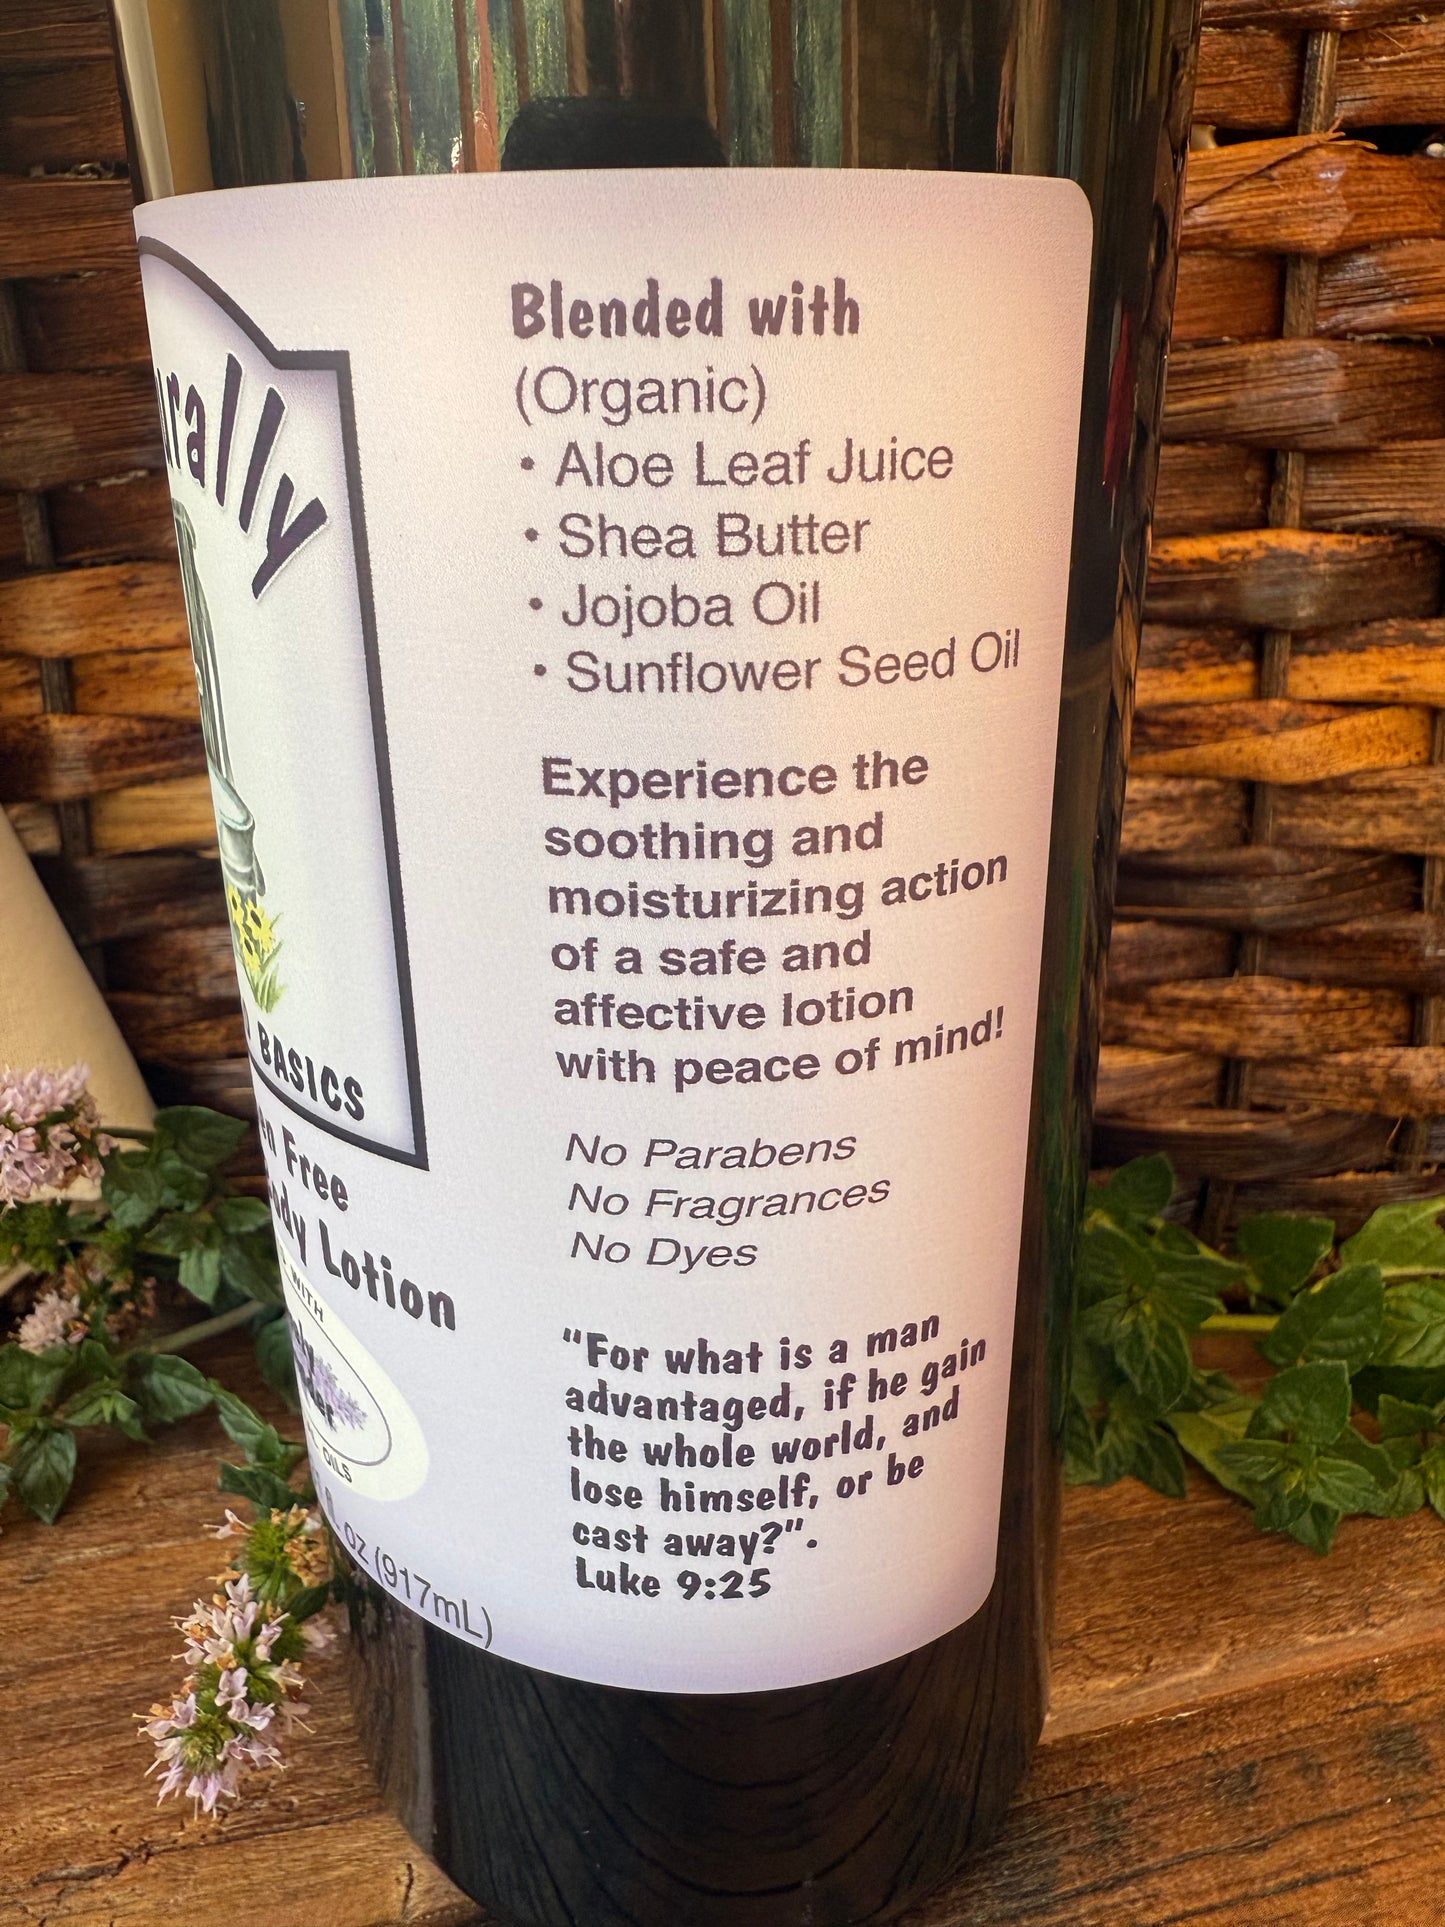 BASICS
Free
Lotion
WITH
OILS
oz (917mL)
Blended with
(Organic)
• Aloe Leaf Juice
• Shea Butter
• Jojoba Oil
• Sunflower Seed Oil
Experience the
soothing and
moisturizing action
of a safe and
affective lotion
with peace of mind!
No Parabens
No Fragrances
No Dyes
"For what is a man
advantaged, if he gain
the whole world, and
lose himself, or be
cast away?".
Luke 9:25